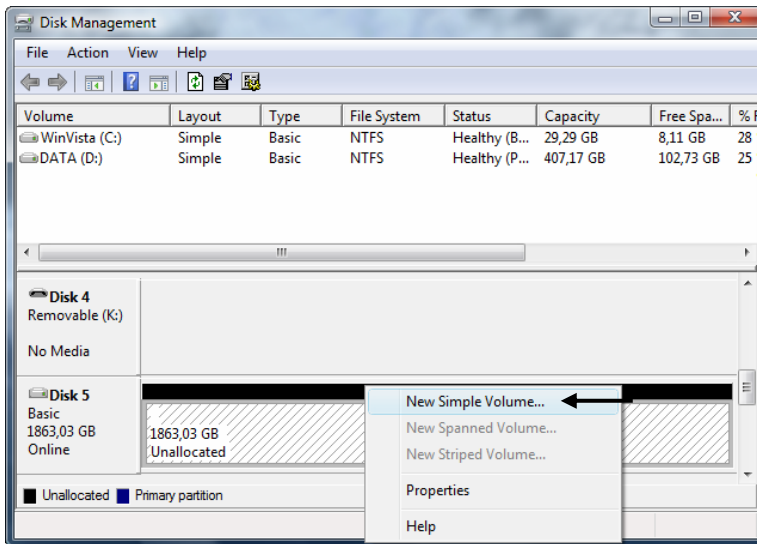 Disk Management
File Action View Help
Volume Layout Type File System Status Capacity Free Spa... %
WinVista (C:) Simple Basic NTFS Healthy (B... 29,29 GB 8,11 GB 28
DATA (D:) Simple Basic NTFS Healthy (P... 407,17 GB 102,73 GB 25
Disk 4
Removable (K:)
No Media
Disk 5
Basic
1863,03 GB
Online
1863,03 GB
Unallocated
New Simple Volume...
New Spanned Volume...
New Striped Volume...
Properties
Help
Unallocated Primary partition